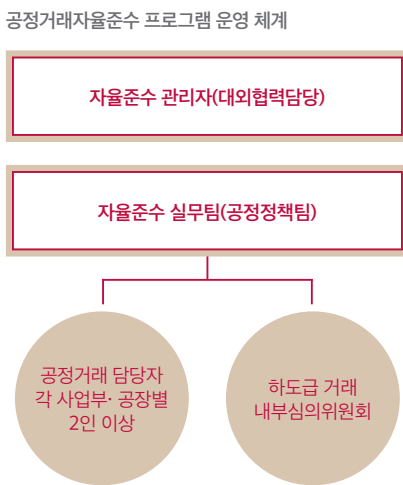 공정거래자율준수 프로그램 운영 체계
자율준수 관리자(대외협력담당)
자율준수 실무팀(공정정책팀)
공정거래 담당자
각 사업부· 공장별
2인 이상
하도급 거래
내부심의위원회